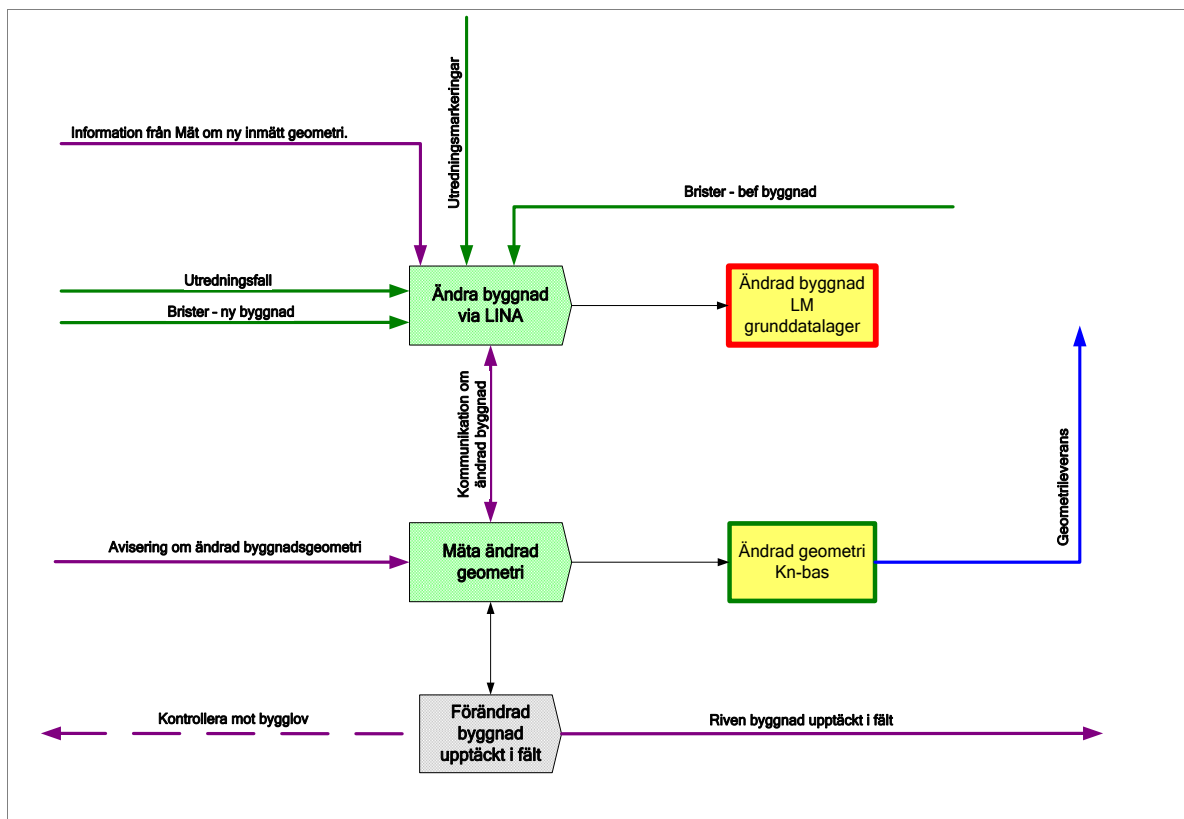 Utredningsmarkeringar
Information från Mät om ny inmätt geometri.
Brister - bef byggnad
Utredningsfall
Brister - ny byggnad
Ändra byggnad
via LINA
Ändrad byggnad
LM
grunddatalager
Kommunikation om
ändrad byggnad
Geometrileverans
Avisering om ändrad byggnadsgeometri
Mäta ändrad
geometri
Ändrad geometri
Kn-bas
Kontrollera mot bygglov
Förändrad
byggnad
upptäckt i fält
Riven byggnad upptäckt i fält